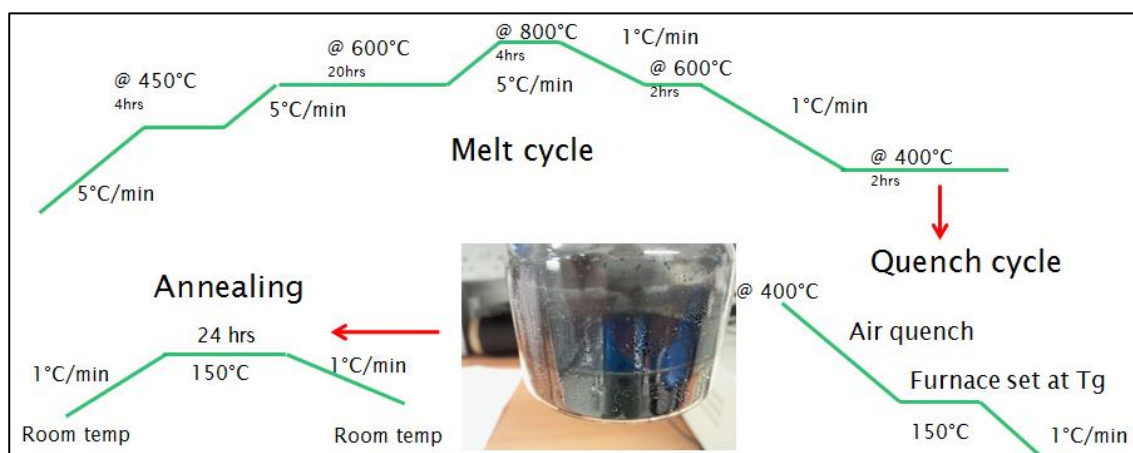 @ 450°C
4hrs
5°C/min
@ 600°C
20hrs
5°C/min
@ 800°C
4hrs
5°C/min
1°C/min
@ 600°C
2hrs
1°C/min
@ 400°C
2hrs
Melt cycle
Quench cycle
@ 400°C
Air quench
Furnace set at Tg
150°C
1°C/min
Annealing
24 hrs
1°C/min
150°C
1°C/min
Room temp
Room temp